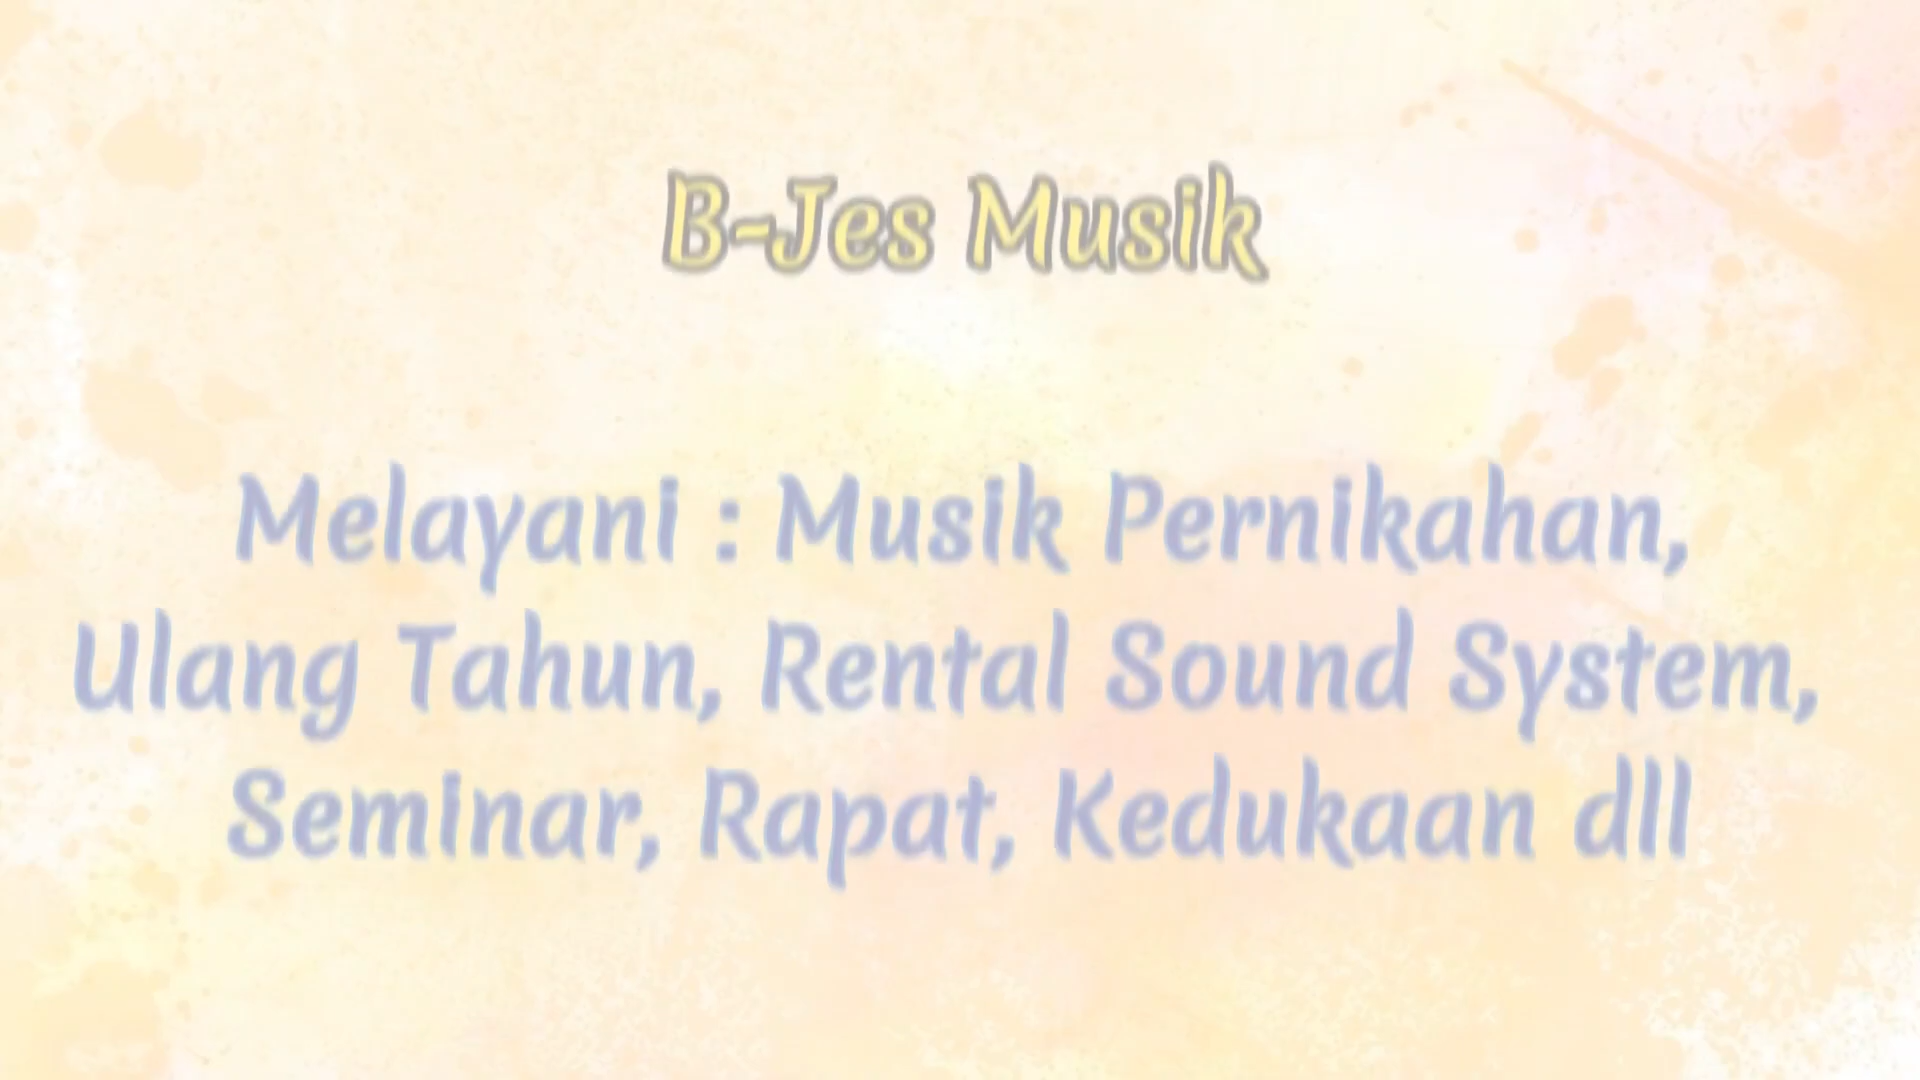 B-Jes Musik
Melayani : Musik Pernikahan,
Ulang Tahun, Rental Sound System,
Seminar, Rapat, Kedukaan dll